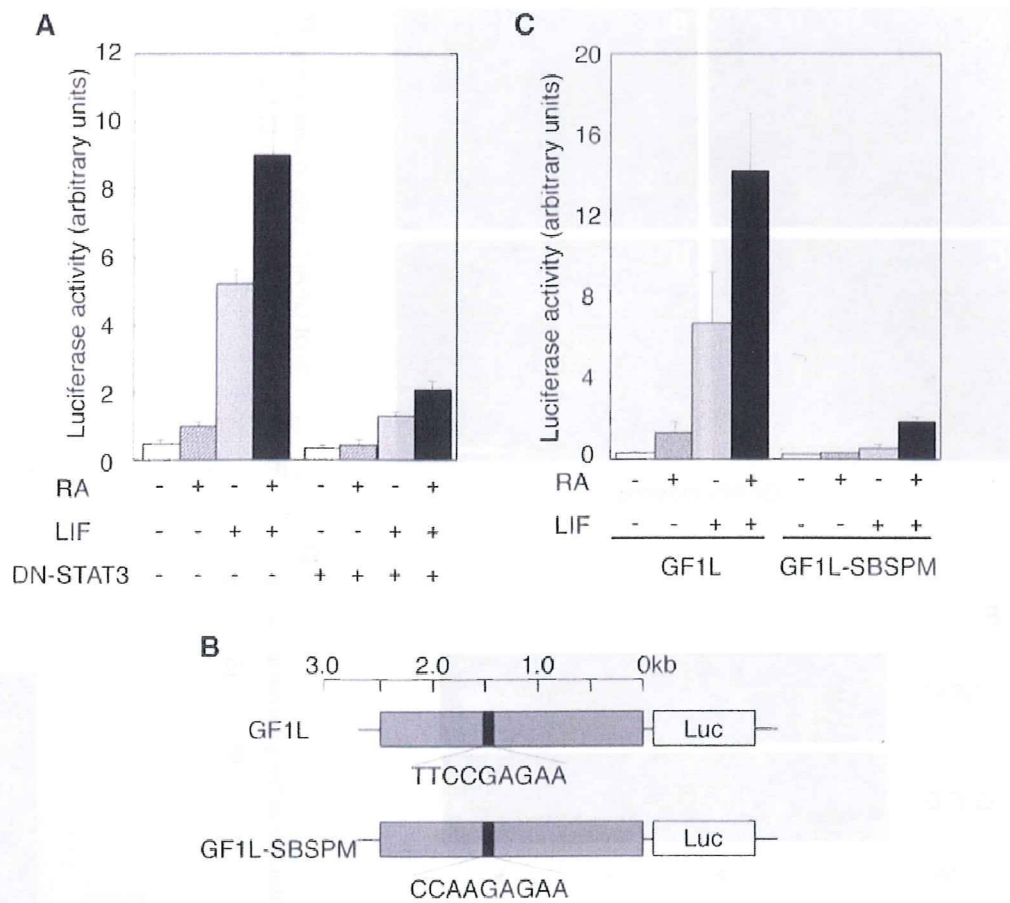 A
Luciferase activity (arbitrary units)
12
10
8
6
4
2
0
RA - + - + - + - +
LIF - - + + - - + +
DN-STAT3 - - - - + + + +
C
Luciferase activity (arbitrary units)
20
16
12
8
4
0
RA - + - + - + - +
LIF - - + + - - + +
GF1L GF1L-SBSPM
B
3.0 2.0 1.0 0kb
GF1L Luc
TTCCGAGAA
GF1L-SBSPM Luc
CCAAGAGAA